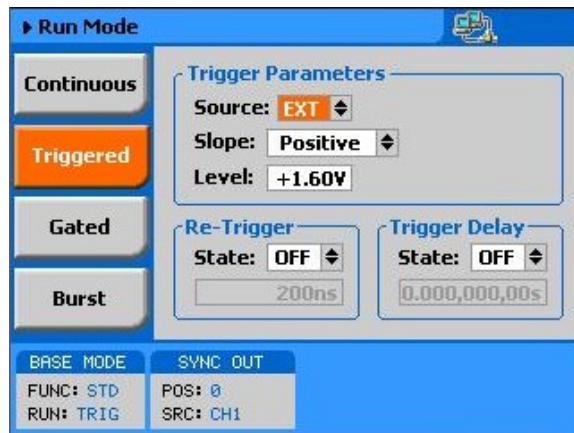 Run Mode
Continuous
Triggered
Gated
Burst
Trigger Parameters
Source: EXT
Slope: Positive
Level: +1.60V
Re-Trigger
State: OFF
200ns
Trigger Delay
State: OFF
0.000,000,00s
BASE MODE
FUNC: STD
RUN: TRIG
SYNC OUT
POS: 0
SRC: CH1